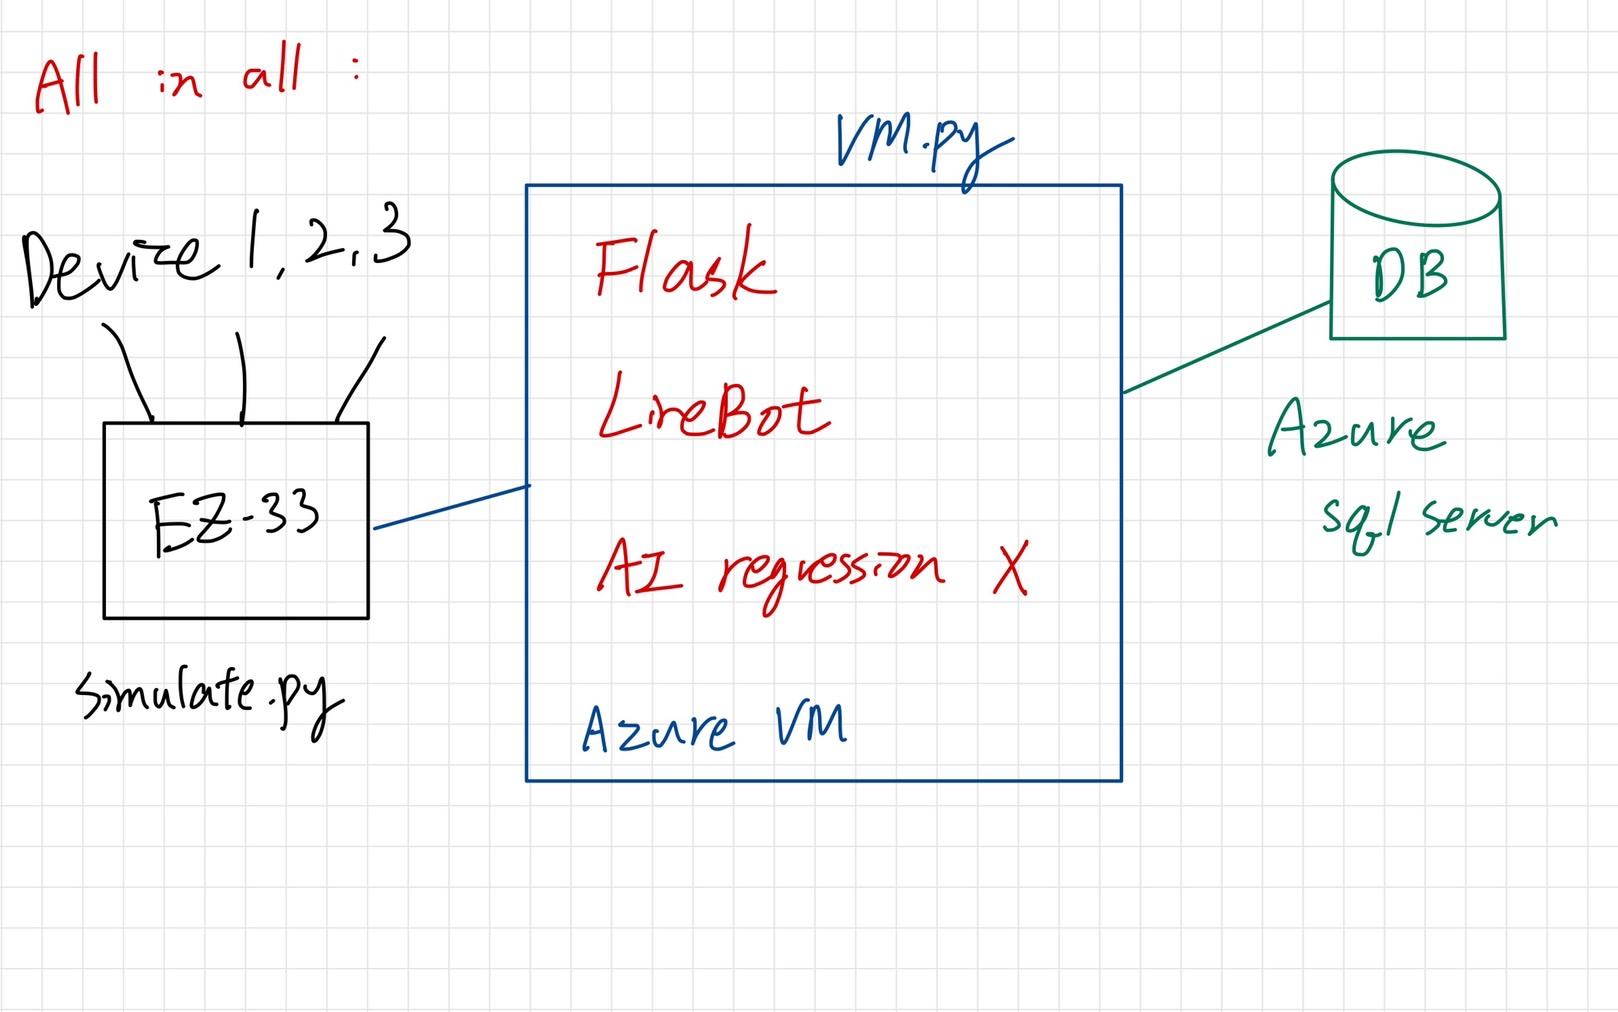 All in all :
Device 1, 2, 3
EZ-33
simulate.py
VM.py
Flask
LineBot
AI regression X
Azure VM
DB
Azure
sql server